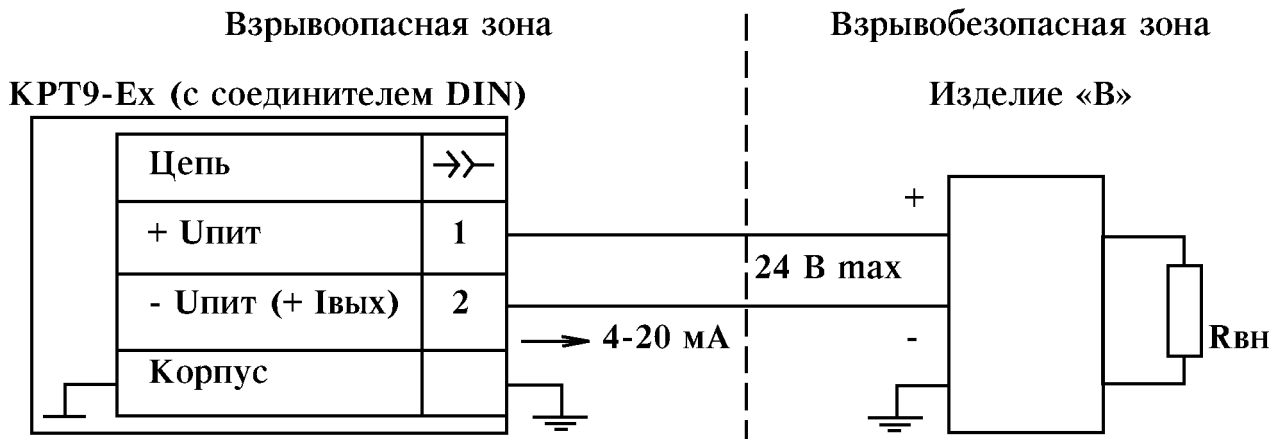 Взрывоопасная зона
Взрывобезопасная зона
КРТ9-Ех (с соединителем DIN)
Изделие «В»
Цепь
+ Uпит 1
- Uпит (+ Iвых) 2
Корпус
+
24 В max
-
4-20 мА
Rвн